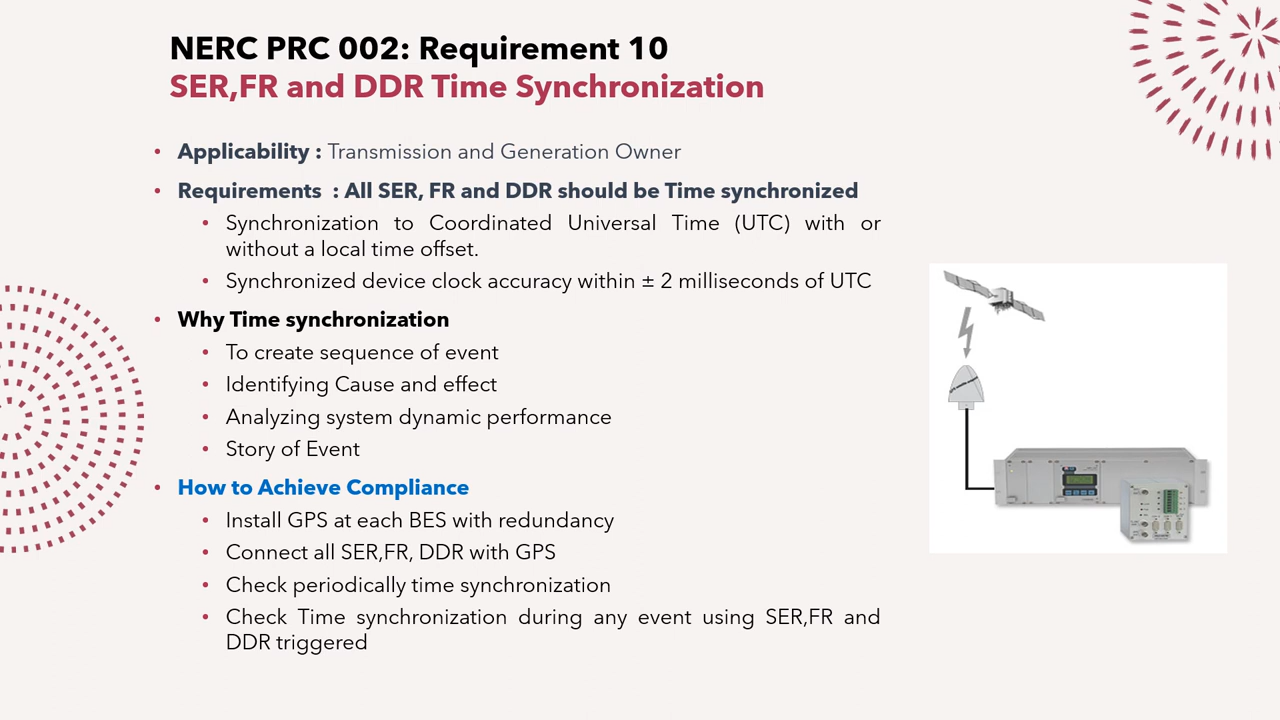 NERC PRC 002: Requirement 10
SER,FR and DDR Time Synchronization
• Applicability : Transmission and Generation Owner
• Requirements : All SER, FR and DDR should be Time synchronized
• Synchronization to Coordinated Universal Time (UTC) with or
without a local time offset.
• Synchronized device clock accuracy within ± 2 milliseconds of UTC
• Why Time synchronization
• To create sequence of event
• Identifying Cause and effect
• Analyzing system dynamic performance
• Story of Event
• How to Achieve Compliance
• Install GPS at each BES with redundancy
• Connect all SER,FR, DDR with GPS
• Check periodically time synchronization
• Check Time synchronization during any event using SER,FR and
DDR triggered